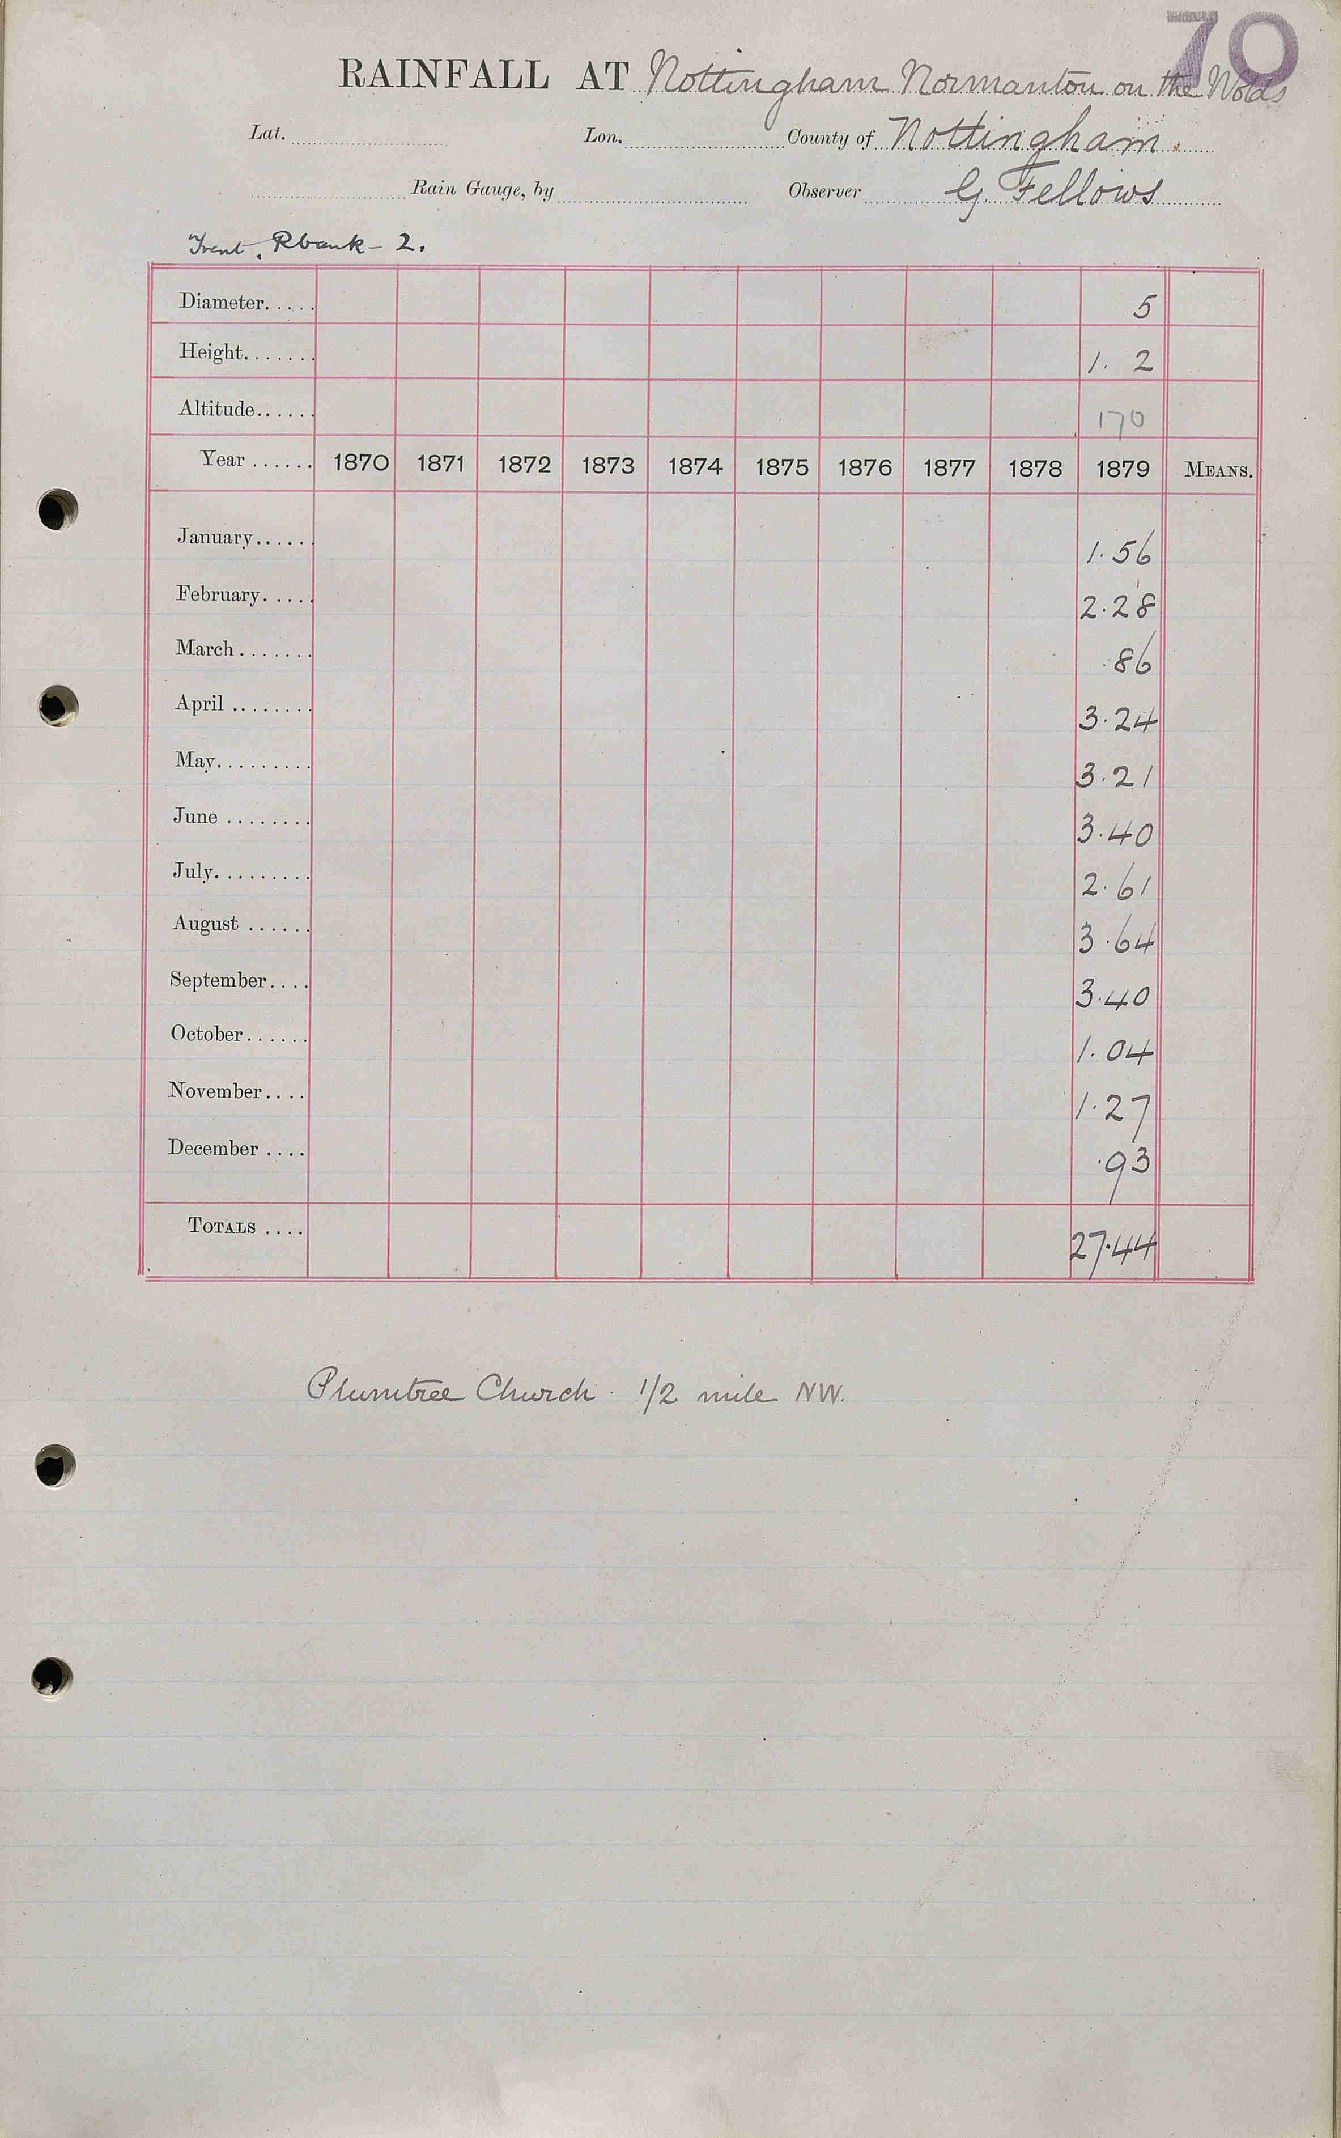 70
RAINFALL AT Nottingham Normanton on the Wolds
Lat. Lon. County of Nottingham.
Rain Gauge, by Observer G. Fellows
Trent. Rbank - 2.
Diameter..... 5
Height....... 1. 2
Altitude...... 170
Year ...... 1870 1871 1872 1873 1874 1875 1876 1877 1878 1879 MEANS.
January..... 1.56
February..... 2.28
March....... .86
April ........ 3.24
May......... 3.21
June ........ 3.40
July......... 2.61
August ...... 3.64
September.... 3.40
October...... 1.04
November.... 1.27
December .... .93
TOTALS .... 27.44
Plumtree Church. 1/2 mile NW.